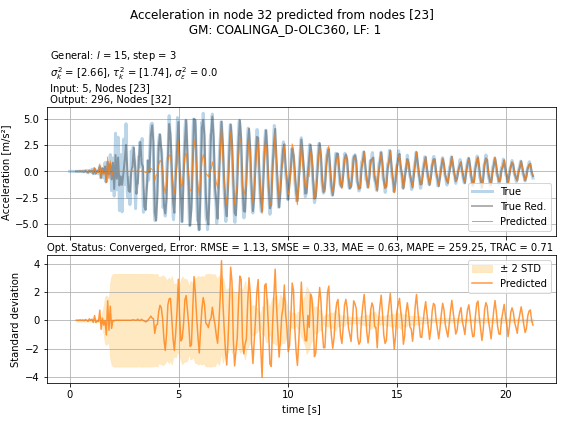 Acceleration in node 32 predicted from nodes [23]
GM: COALINGA_D-OLC360, LF: 1
General: l = 15, step = 3
σ²ₖ = [2.66], τ²ₖ = [1.74], σ²ε = 0.0
Input: 5, Nodes [23]
Output: 296, Nodes [32]
Acceleration [m/s²]
5.0
2.5
0.0
−2.5
−5.0
True
True Red.
Predicted
Opt. Status: Converged, Error: RMSE = 1.13, SMSE = 0.33, MAE = 0.63, MAPE = 259.25, TRAC = 0.71
Standard deviation
4
2
0
−2
−4
± 2 STD
Predicted
0 5 10 15 20
time [s]